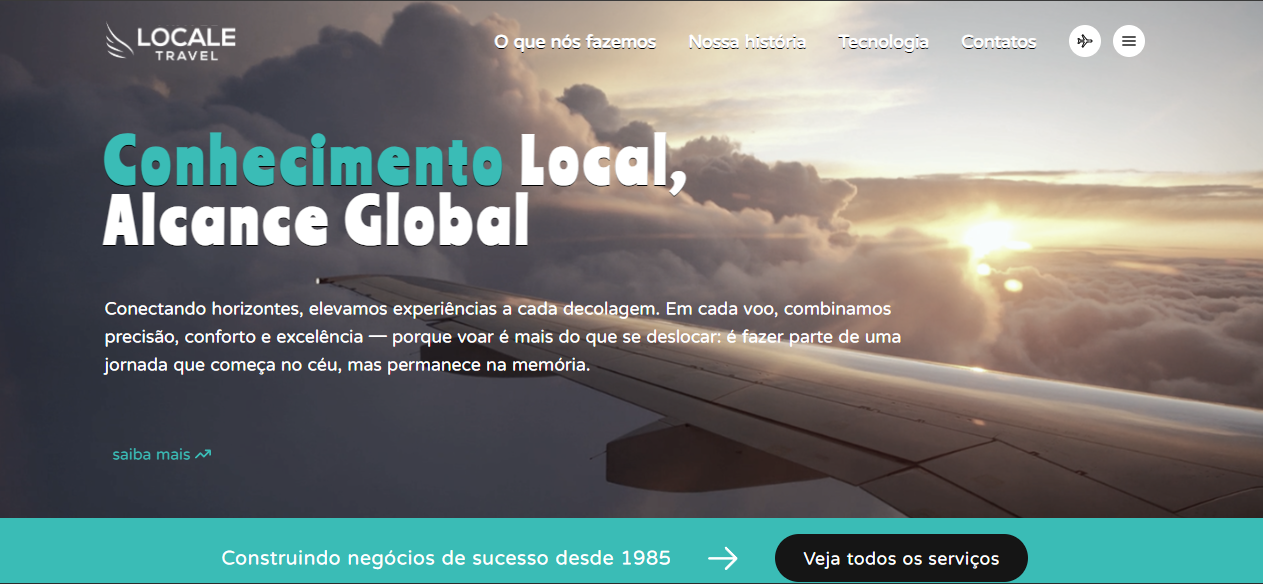 LOCALE
TRAVEL
O que nós fazemos Nossa história Tecnologia Contatos
Conhecimento Local,
Alcance Global
Conectando horizontes, elevamos experiências a cada decolagem. Em cada voo, combinamos
precisão, conforto e excelência — porque voar é mais do que se deslocar: é fazer parte de uma
jornada que começa no céu, mas permanece na memória.
saiba mais
Construindo negócios de sucesso desde 1985
Veja todos os serviços